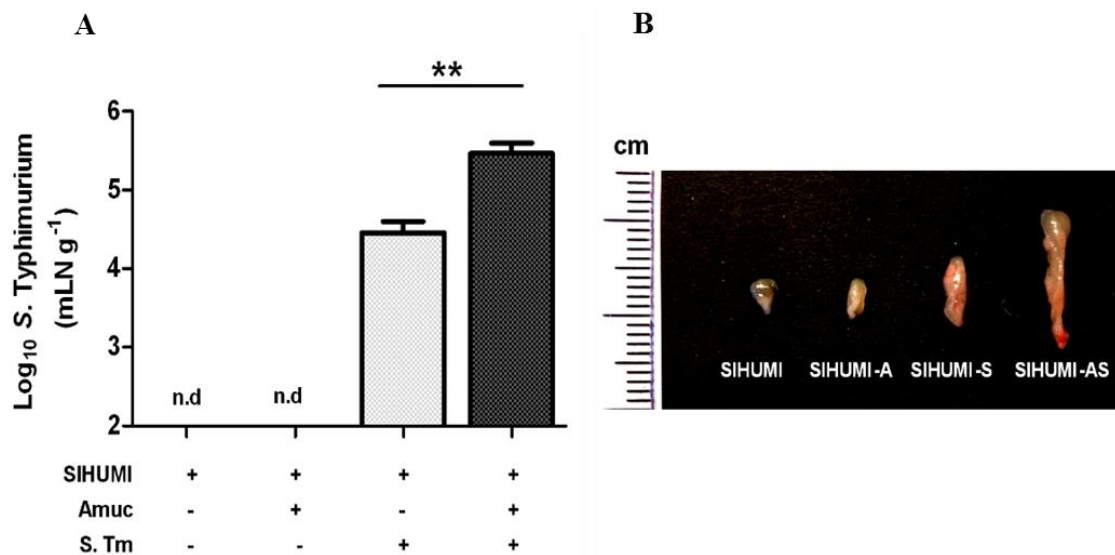 A
B
**
Log₁₀ S. Typhimurium
(mLN g⁻¹)
6
5
4
3
2
n.d
n.d
SIHUMI + + + +
Amuc - + - +
S. Tm - - + +
cm
SIHUMI SIHUMI-A SIHUMI-S SIHUMI-AS